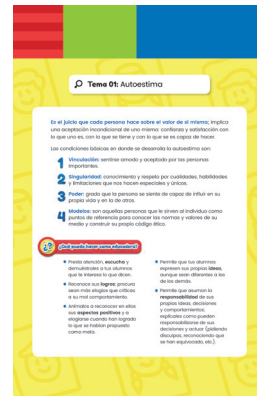 Tema 01: Autoestima
Es el juicio que cada persona hace sobre el valor de sí misma; implica
una aceptación incondicional de uno mismo: confianza y satisfacción con
lo que uno es, con lo que se tiene y con lo que se es capaz de hacer.
Las condiciones básicas en donde se desarrolla la autoestima son:
1 Vinculación: sentirse amado y aceptado por las personas
importantes.
2 Singularidad: conocimiento y respeto por cualidades, habilidades
y limitaciones que nos hacen especiales y únicos.
3 Poder: grado que la persona se siente de capaz de influir en su
propia vida y en la de otros.
4 Modelos: son aquellas personas que le sirven al individuo como
puntos de referencia para conocer las normas y valores de su
medio y construir su propio código ético.
¿Qué puedo hacer como educadora?
• Presta atención, escucha y
demuéstrales a tus alumnos
que te interesa lo que dicen.
• Reconoce sus logros; procura
sean más elogios que críticas
a su mal comportamiento.
• Anímalos a reconocer en ellos
sus aspectos positivos y a
elogiarse cuando han logrado
lo que se habían propuesto
como meta.
• Permite que tus alumnos
expresen sus propias ideas,
aunque sean diferentes a las
de los demás.
• Permite que asuman la
responsabilidad de sus
propias ideas, decisiones
y comportamientos;
explícales cómo pueden
responsabilizarse de sus
decisiones y actuar (pidiendo
disculpas, reconociendo que
se han equivocado, etc.).